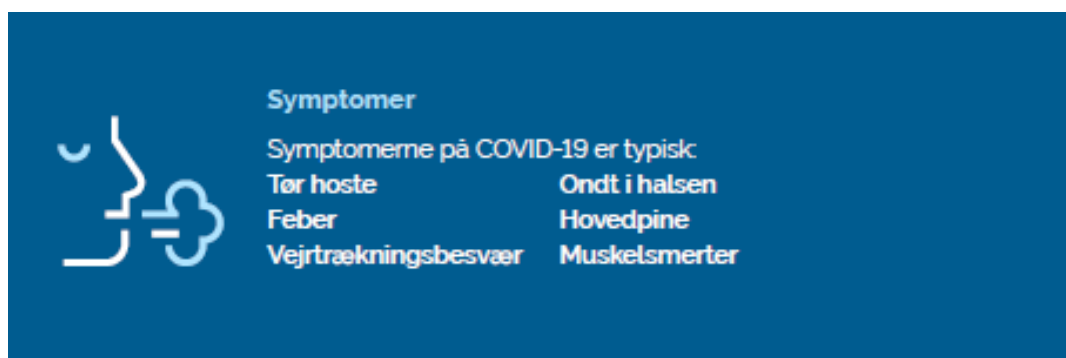 Symptomer
Symptomerne på COVID-19 er typisk:
Tør hoste
Feber
Vejrtrækningsbesvær
Ondt i halsen
Hovedpine
Muskelsmerter